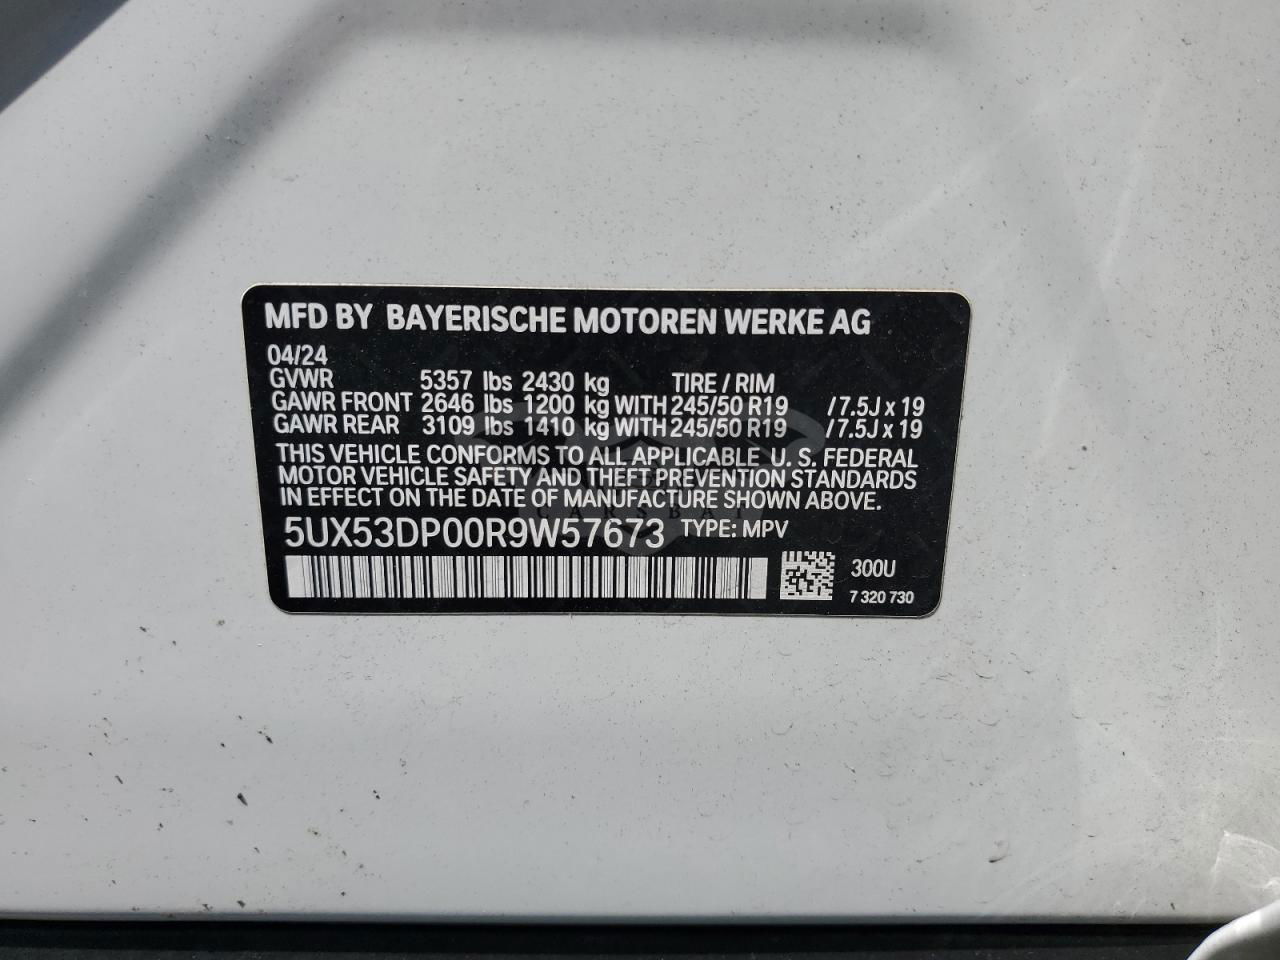 MFD BY BAYERISCHE MOTOREN WERKE AG
04/24
GVWR 5357 lbs 2430 kg TIRE / RIM
GAWR FRONT 2646 lbs 1200 kg WITH 245/50 R19 /7.5J x 19
GAWR REAR 3109 lbs 1410 kg WITH 245/50 R19 /7.5J x 19
THIS VEHICLE CONFORMS TO ALL APPLICABLE U. S. FEDERAL
MOTOR VEHICLE SAFETY AND THEFT PREVENTION STANDARDS
IN EFFECT ON THE DATE OF MANUFACTURE SHOWN ABOVE.
CARSBAT
5UX53DP00R9W57673 TYPE: MPV
300U
7 320 730